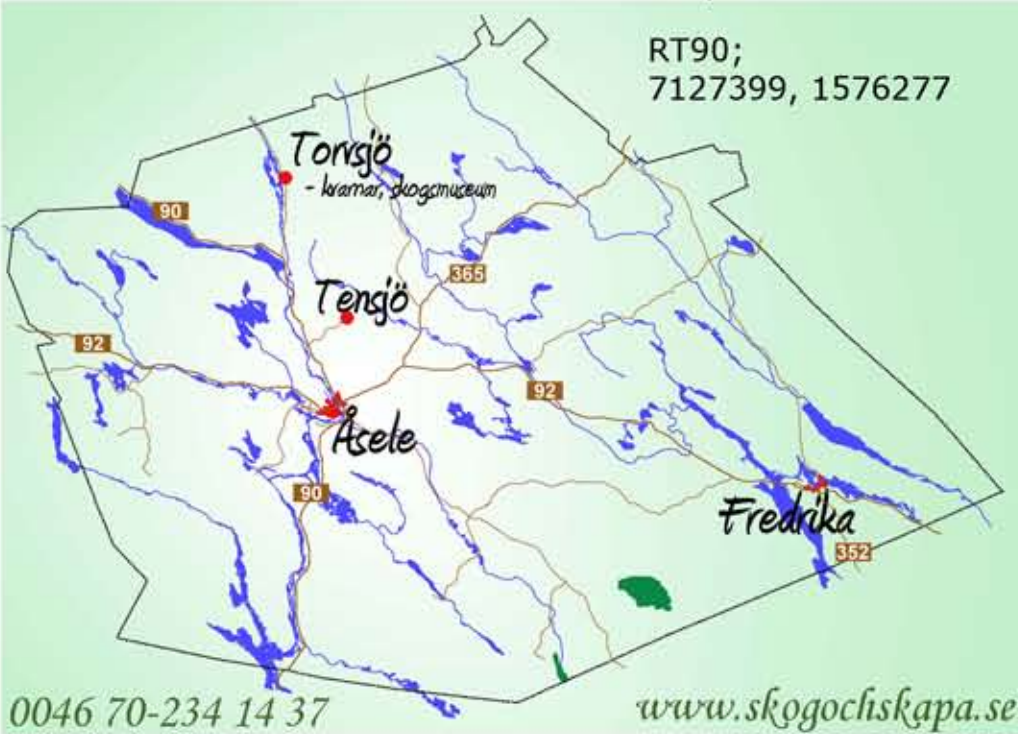 RT90;
7127399, 1576277
Torvsjö
- kvarnar, skogsmuseum
90
365
Tensjö
92
92
Åsele
90
Fredrika
352
0046 70-234 14 37
www.skogochskapa.se